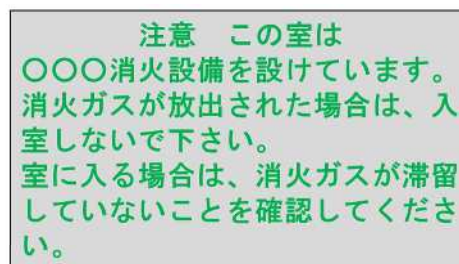 注意　この室は
〇〇〇消火設備を設けています。
消火ガスが放出された場合は、入
室しないで下さい。
室に入る場合は、消火ガスが滞留
していないことを確認してくださ
い。